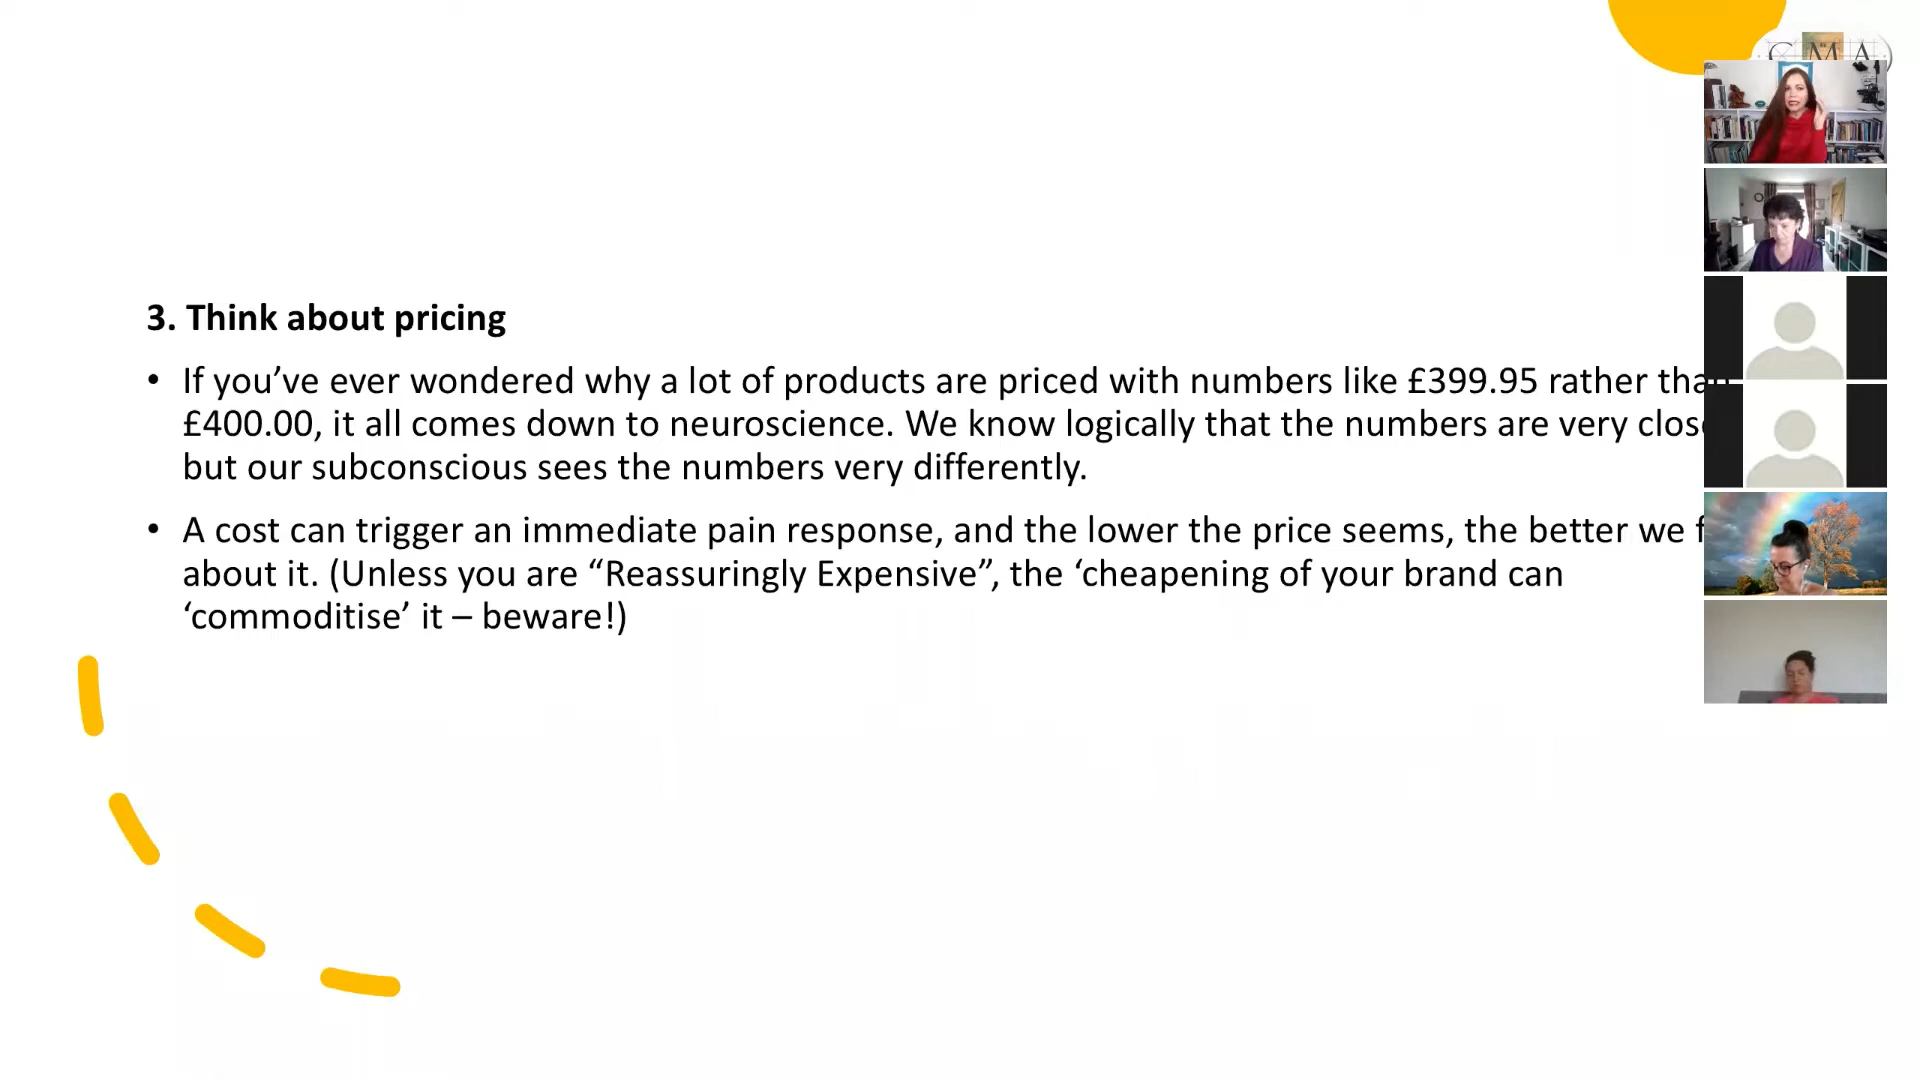 CMA
3. Think about pricing
• If you’ve ever wondered why a lot of products are priced with numbers like £399.95 rather than
£400.00, it all comes down to neuroscience. We know logically that the numbers are very close
but our subconscious sees the numbers very differently.
• A cost can trigger an immediate pain response, and the lower the price seems, the better we
about it. (Unless you are “Reassuringly Expensive”, the ‘cheapening of your brand can
‘commoditise’ it – beware!)